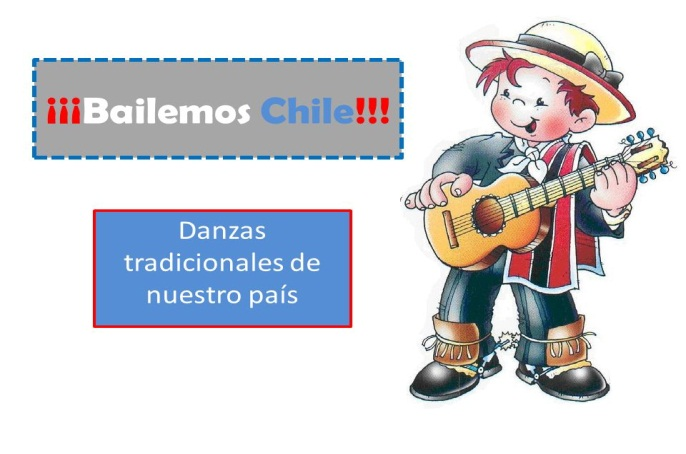 ¡¡¡Bailemos Chile!!!
Danzas
tradicionales de
nuestro país